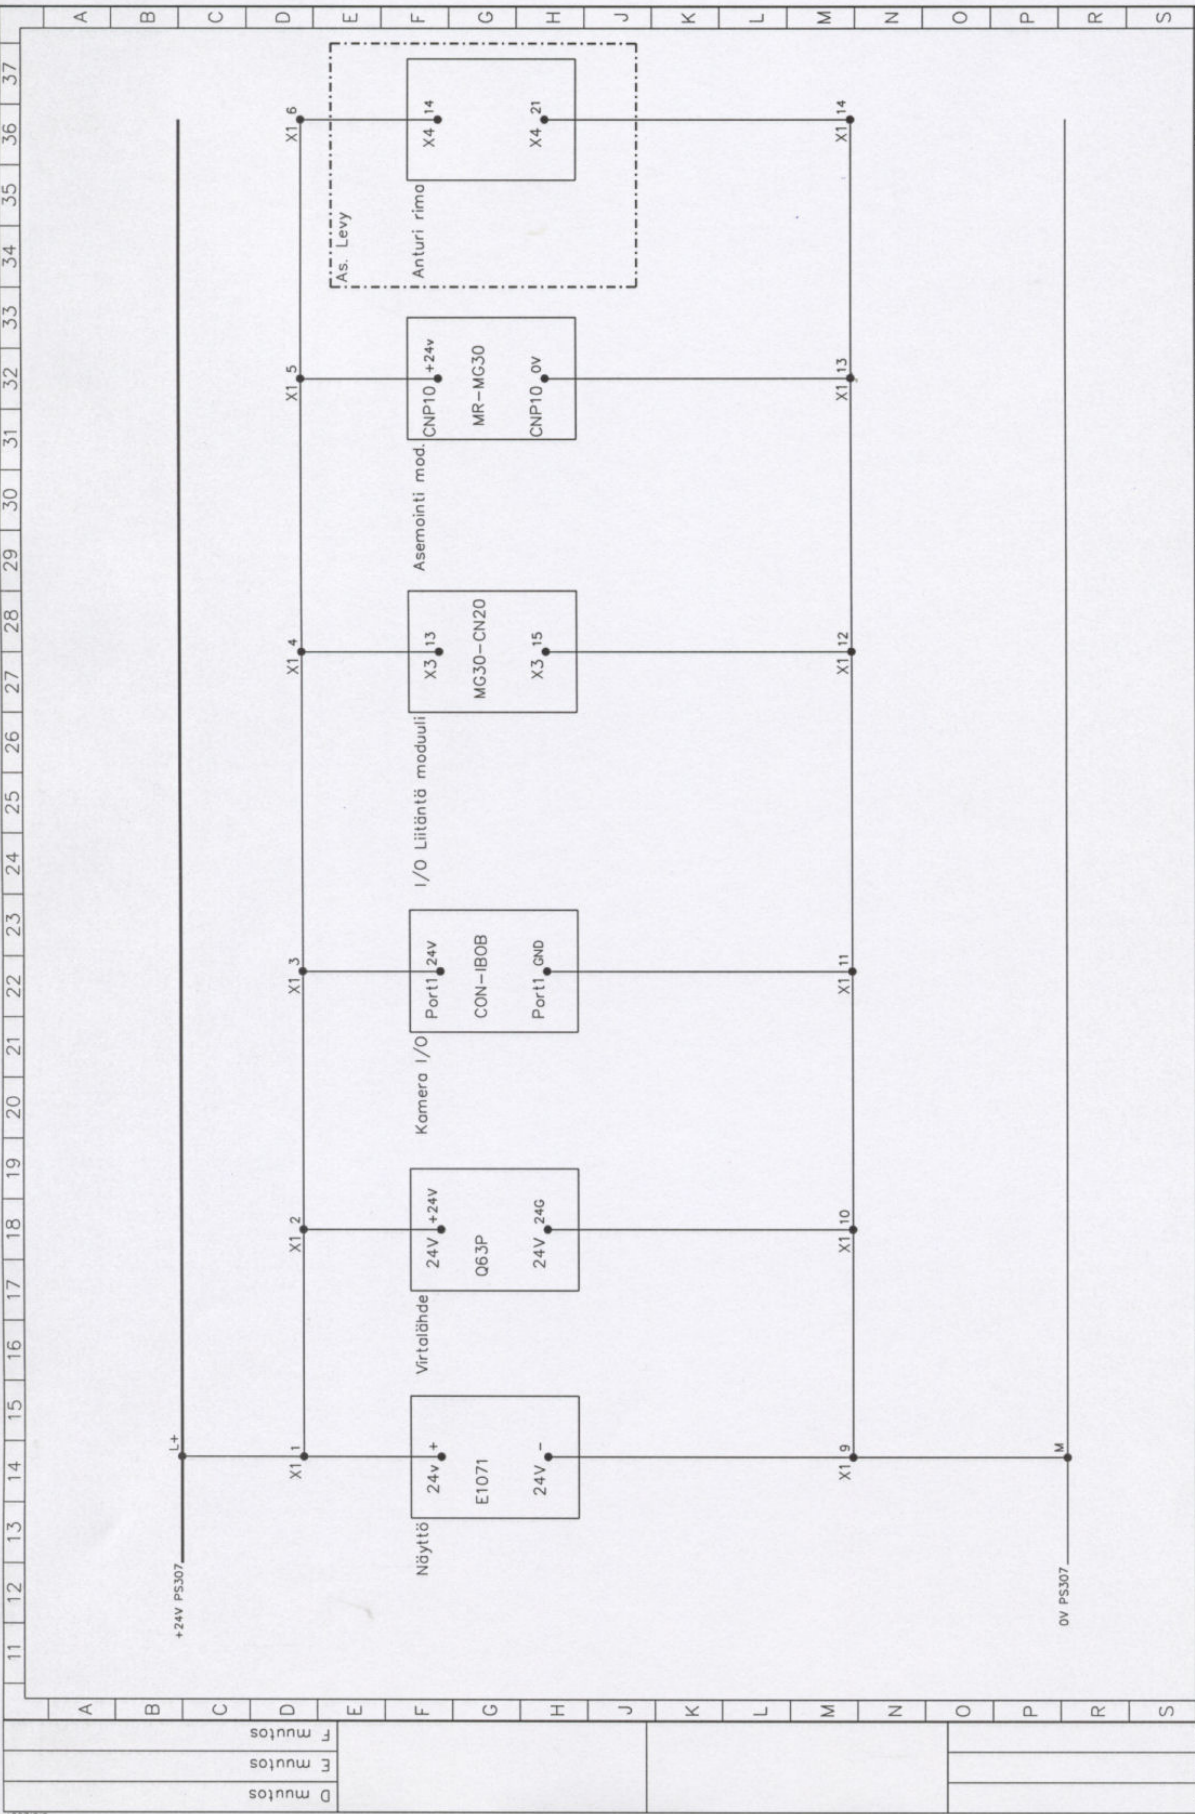 11 12 13 14 15 16 17 18 19 20 21 22 23 24 25 26 27 28 29 30 31 32 33 34 35 36 37
A A
B B
C C
D D
E E
F F
G G
H H
J J
K K
L L
M M
N N
O O
P P
R R
S S
+24V PS307
L+
X1 1
X1 2
X1 3
X1 4
X1 5
X1 6
As. Levy
Näyttö
24v +
E1071
24V -
Virtalähde
24V +24V
Q63P
24V 24G
Kamera I/O
Port1 24V
CON-IBOB
Port1 GND
I/O Liitäntä moduuli
X3 13
MG30-CN20
X3 15
Asemointi mod.
CNP10 +24v
MR-MG30
CNP10 0V
Anturi rima
X4 14
X4 21
X1 9
X1 10
X1 11
X1 12
X1 13
X1 14
M
0V PS307
F muutos
E muutos
D muutos